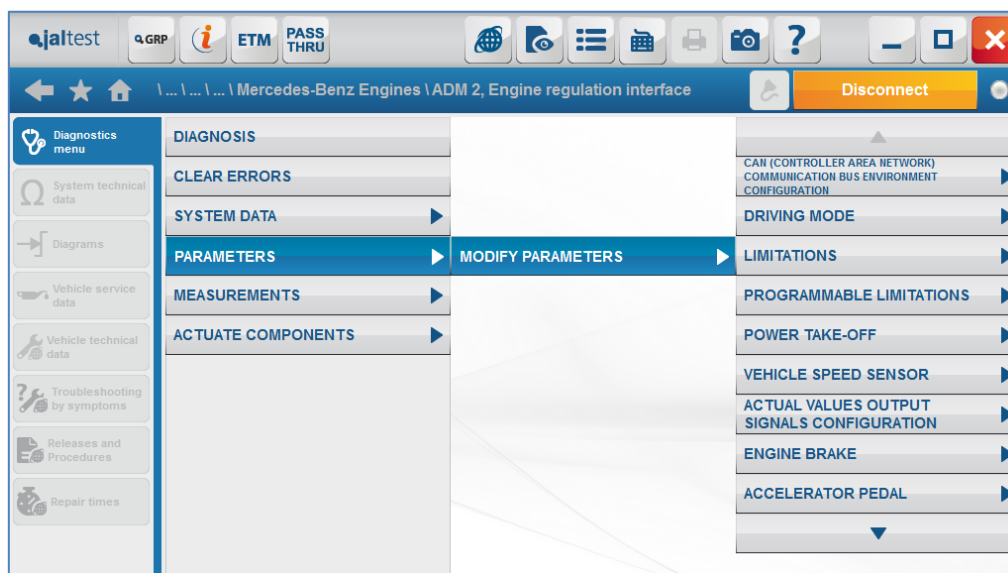 jaltest
GRP
i
ETM
PASS
THRU
?
\ ... \ ... \ ... \ Mercedes-Benz Engines \ ADM 2, Engine regulation interface
Disconnect
Diagnostics
menu
System technical
data
Diagrams
Vehicle service
data
Vehicle technical
data
Troubleshooting
by symptoms
Releases and
Procedures
Repair times
DIAGNOSIS
CLEAR ERRORS
SYSTEM DATA
PARAMETERS
MEASUREMENTS
ACTUATE COMPONENTS
MODIFY PARAMETERS
CAN (CONTROLLER AREA NETWORK)
COMMUNICATION BUS ENVIRONMENT
CONFIGURATION
DRIVING MODE
LIMITATIONS
PROGRAMMABLE LIMITATIONS
POWER TAKE-OFF
VEHICLE SPEED SENSOR
ACTUAL VALUES OUTPUT
SIGNALS CONFIGURATION
ENGINE BRAKE
ACCELERATOR PEDAL